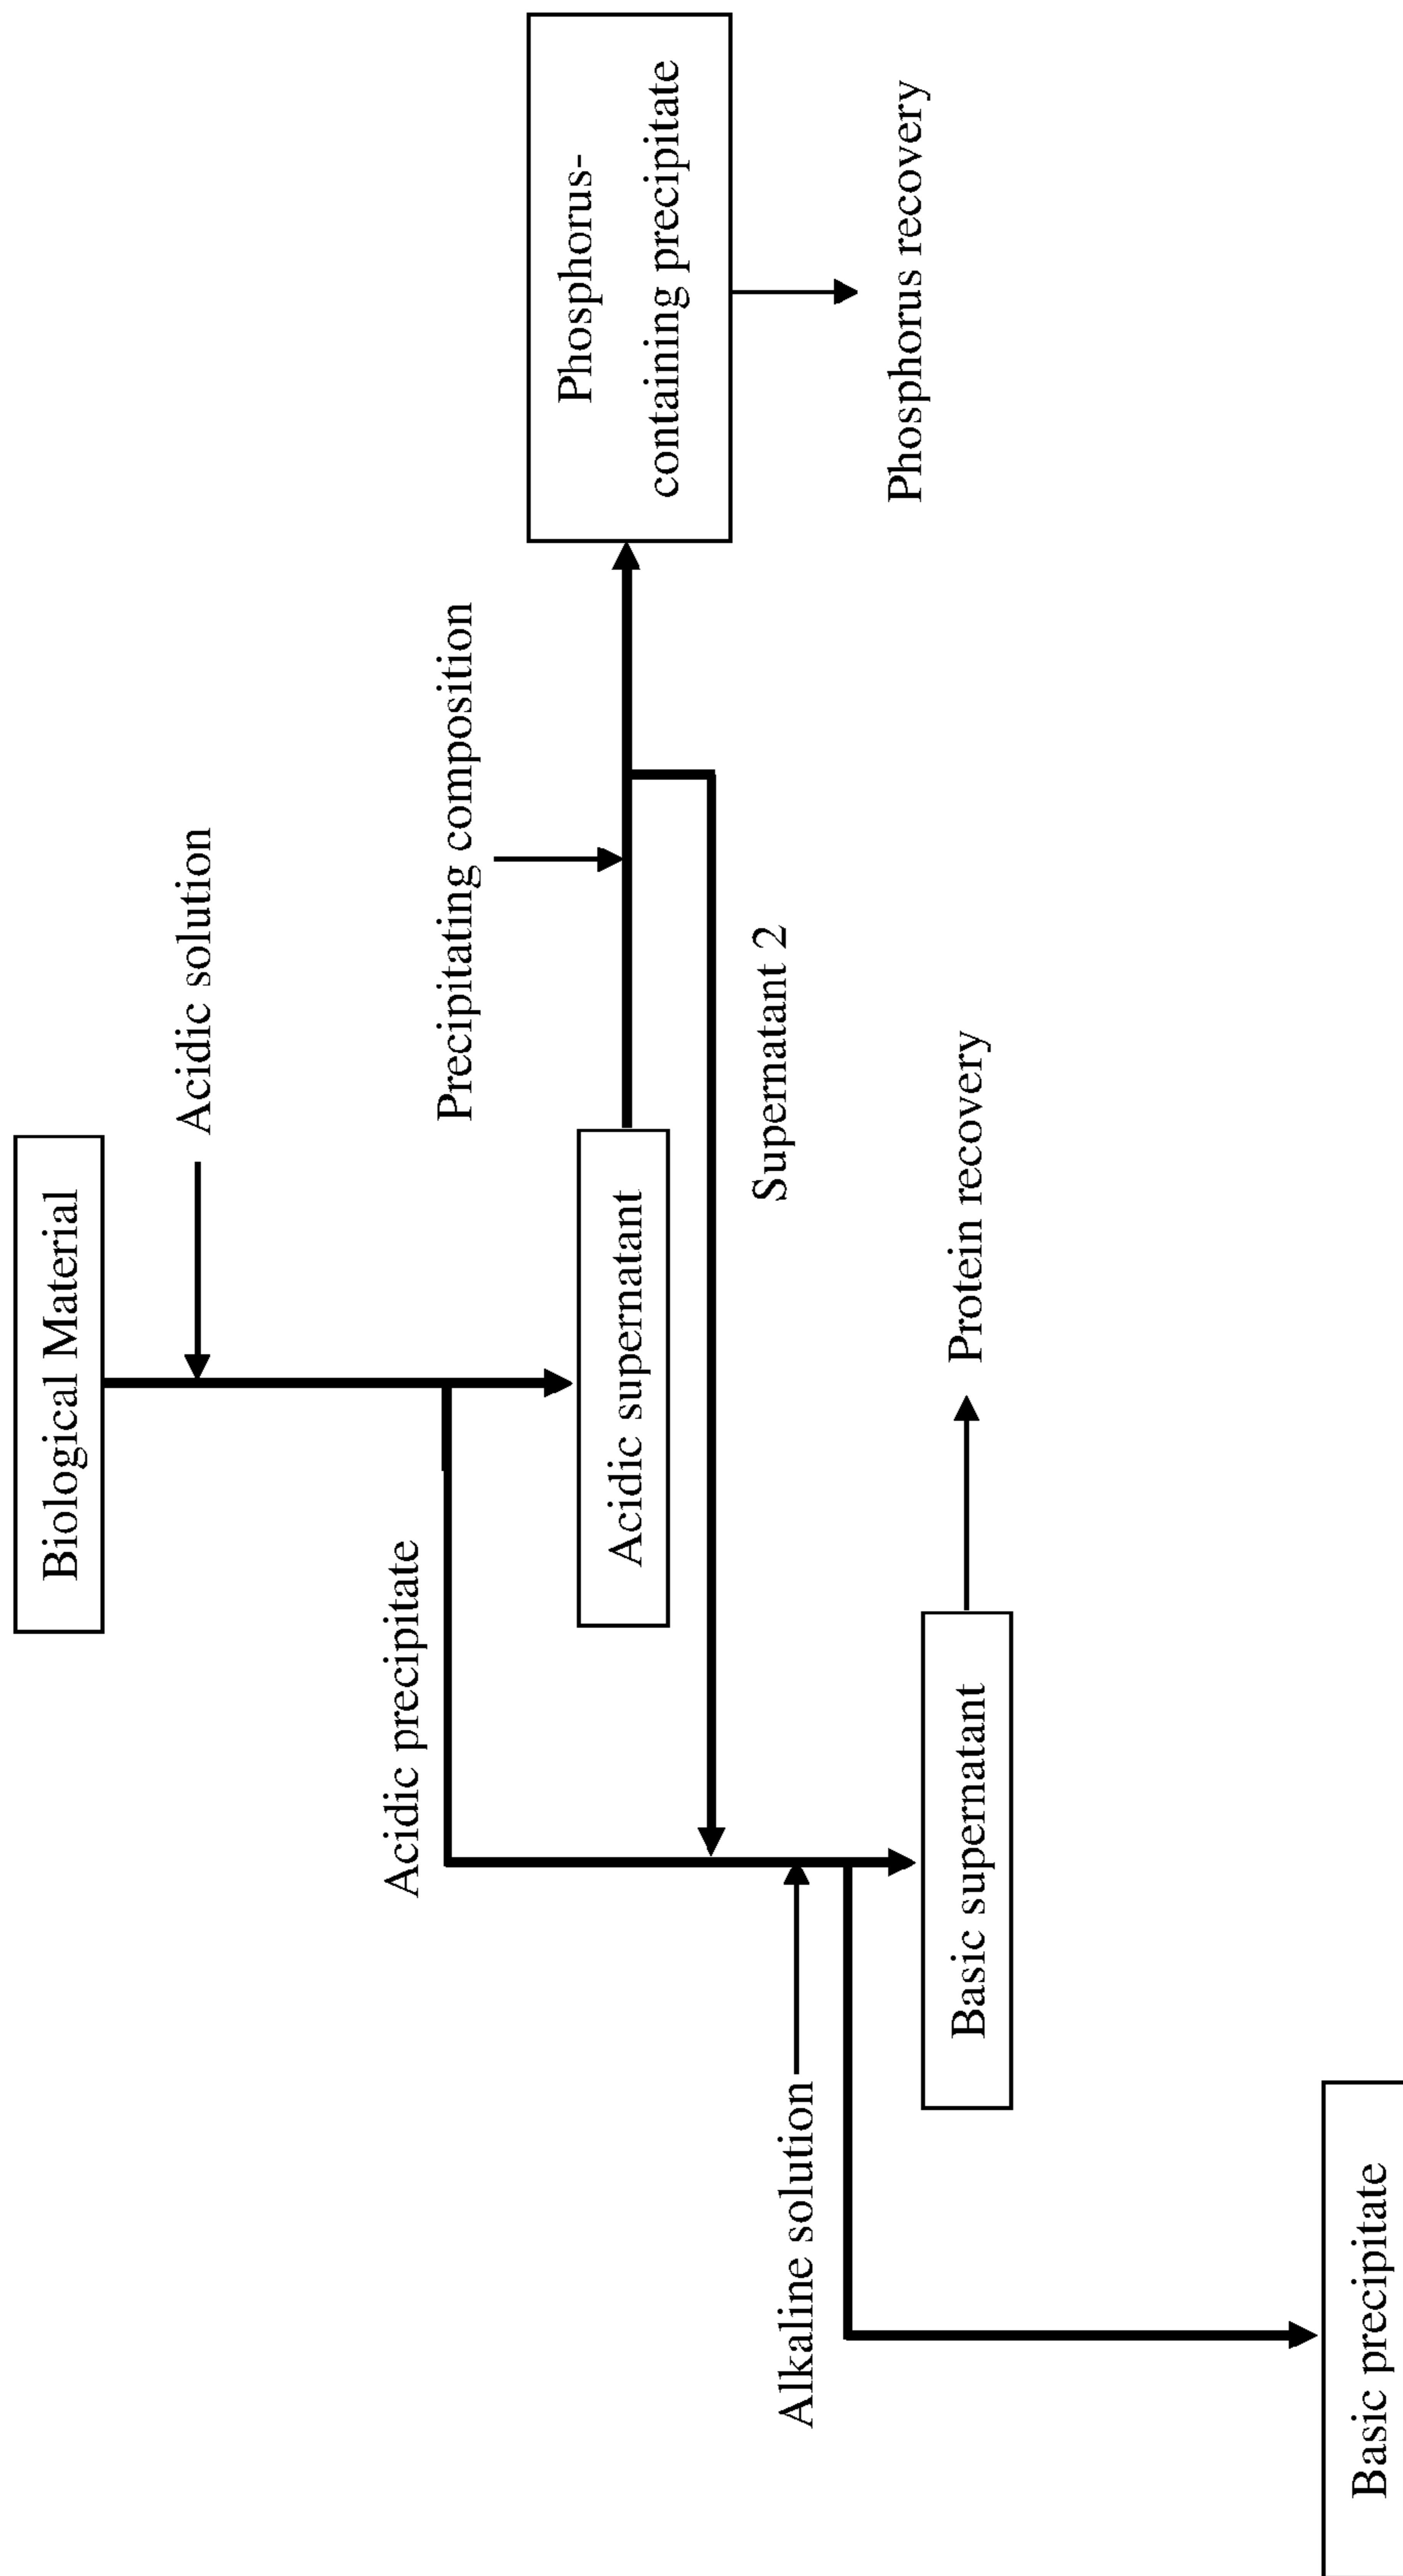 Biological Material
Acidic solution
Acidic precipitate
Precipitating composition
Acidic supernatant
Phosphorus-
containing precipitate
Supernatant 2
Alkaline solution
Phosphorus recovery
Basic supernatant
Protein recovery
Basic precipitate